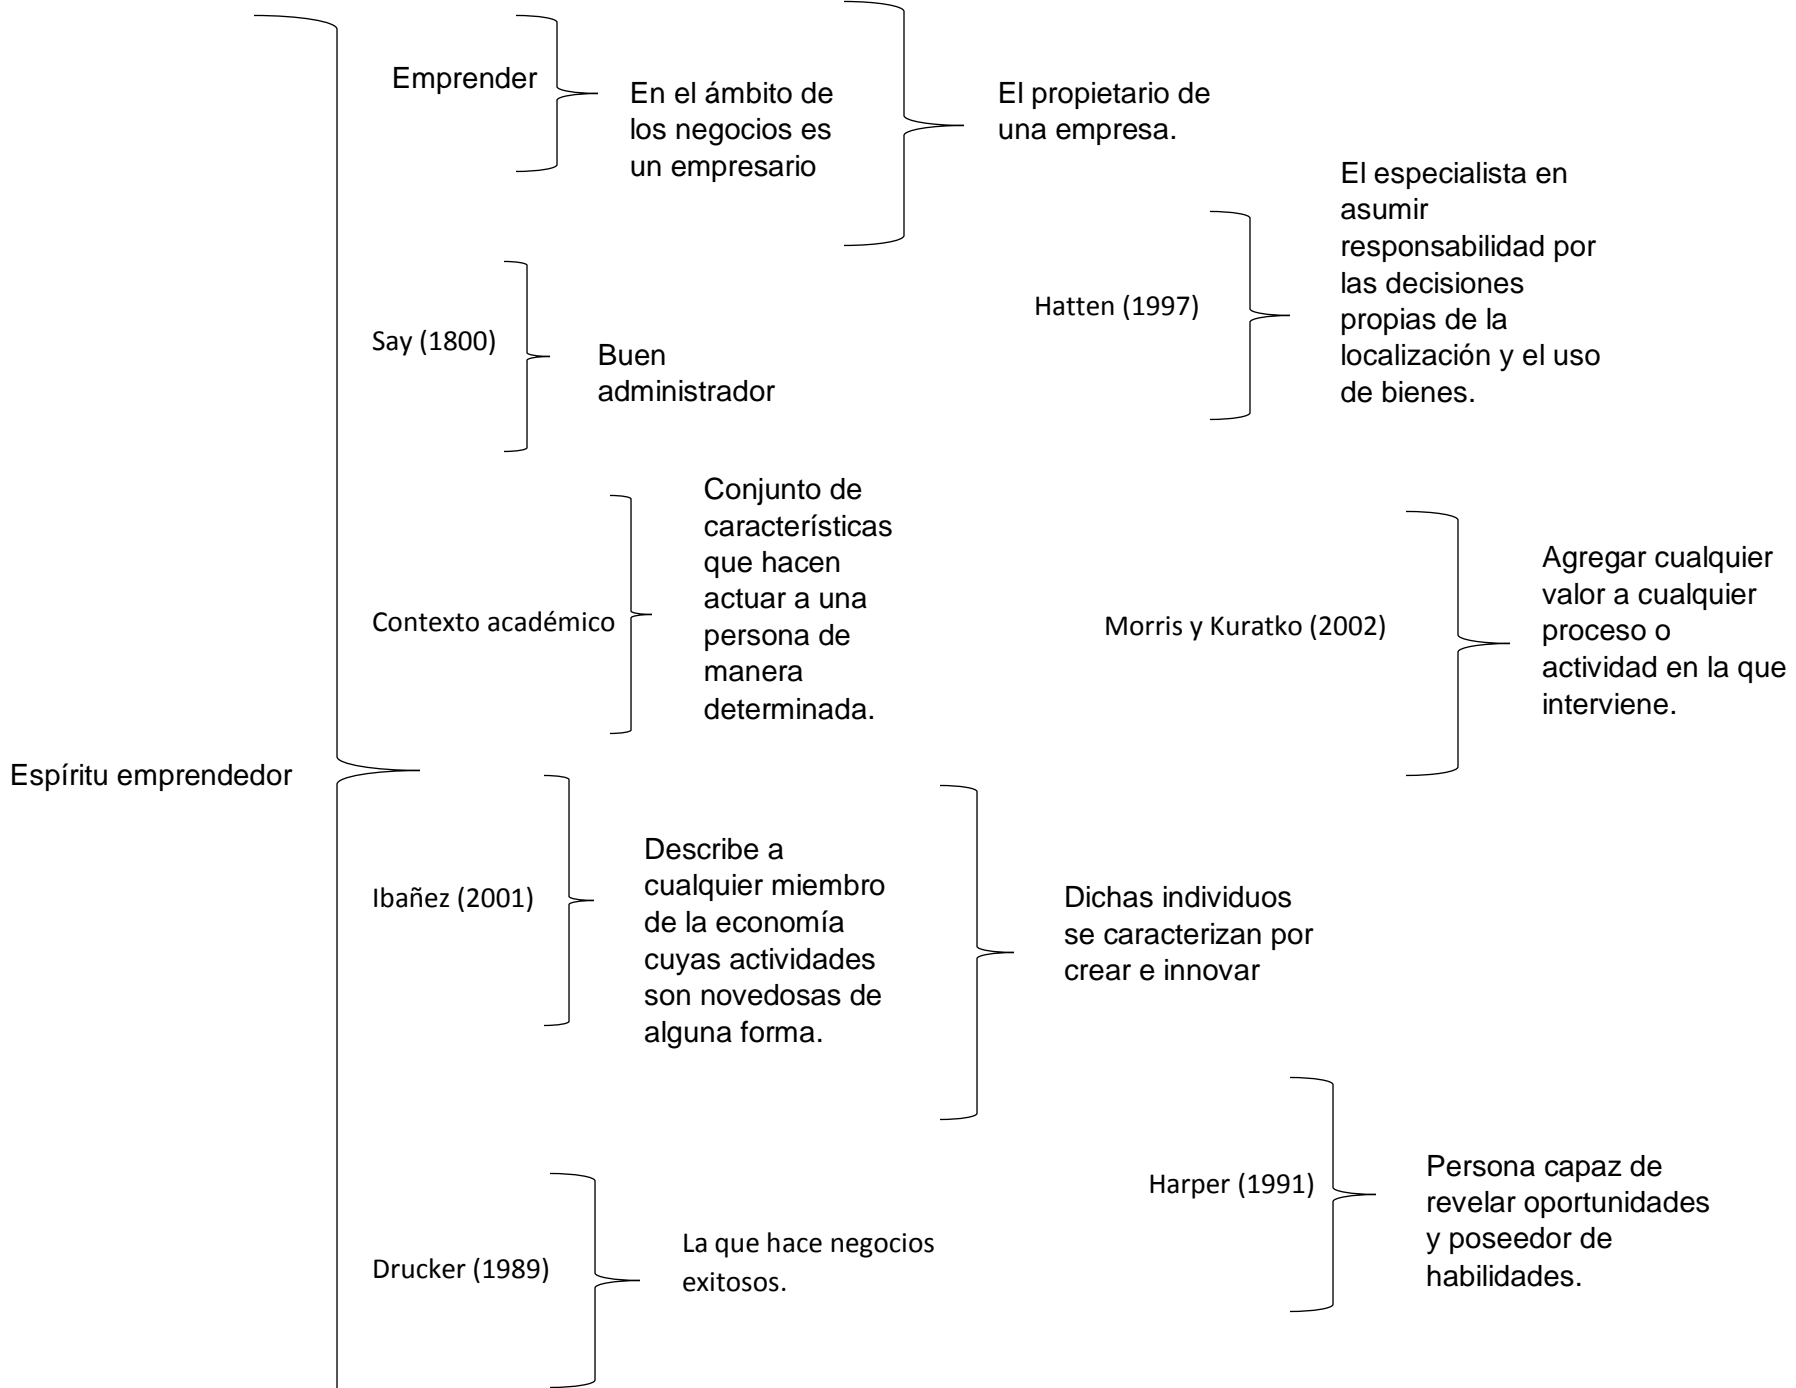 Espíritu emprendedor
Emprender
En el ámbito de
los negocios es
un empresario
El propietario de
una empresa.
Say (1800)
Buen
administrador
Hatten (1997)
El especialista en
asumir
responsabilidad por
las decisiones
propias de la
localización y el uso
de bienes.
Contexto académico
Conjunto de
características
que hacen
actuar a una
persona de
manera
determinada.
Morris y Kuratko (2002)
Agregar cualquier
valor a cualquier
proceso o
actividad en la que
interviene.
Ibañez (2001)
Describe a
cualquier miembro
de la economía
cuyas actividades
son novedosas de
alguna forma.
Dichas individuos
se caracterizan por
crear e innovar
Drucker (1989)
La que hace negocios
exitosos.
Harper (1991)
Persona capaz de
revelar oportunidades
y poseedor de
habilidades.